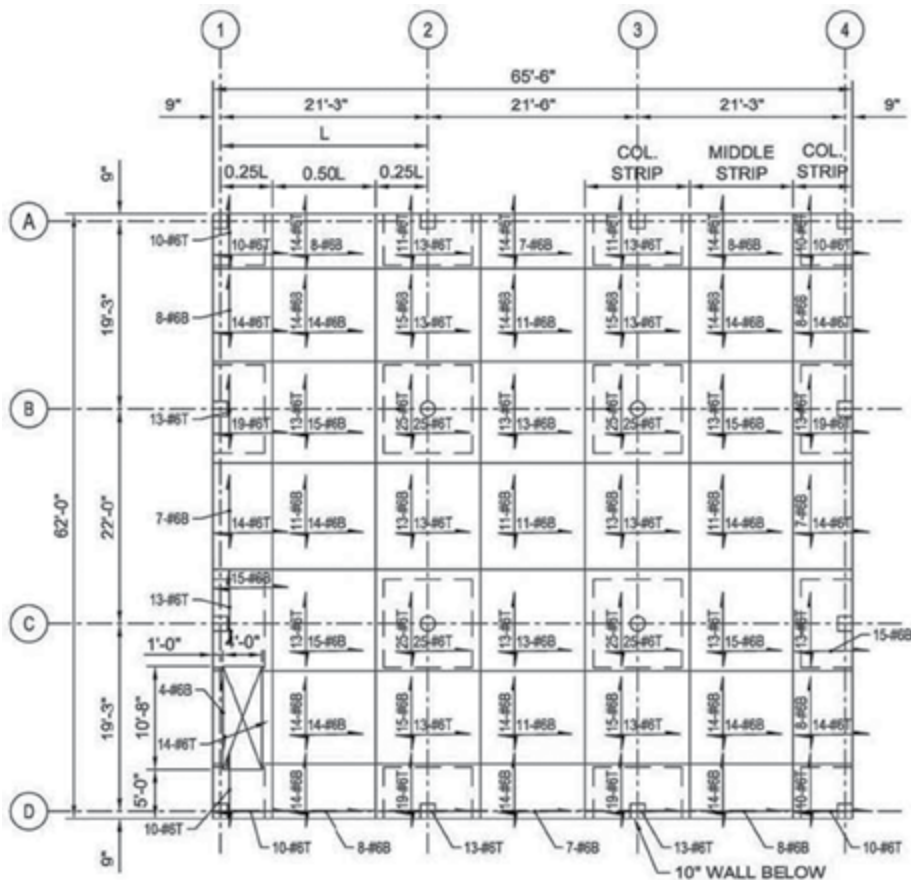 1 2 3 4
65'-6"
9" 21'-3" 21'-6" 21'-3" 9"
L
COL. STRIP
MIDDLE STRIP
COL. STRIP
0.25L 0.50L 0.25L
9"
A
10-#6T
10-#6T 14-#6T 8-#6B 11-#6T 13-#6T 14-#6T 7-#6B 11-#6T 13-#6T 14-#6T 8-#6B 10-#6T 10-#6T
19'-3"
8-#6B
14-#6T 14-#6B 14-#6B 15-#6B 13-#6T 14-#6B 11-#6B 15-#6B 13-#6T 14-#6B 14-#6B 8-#6B 14-#6T
B
13-#6T
19-#6T 13-#6T 15-#6B 25-#6T 25-#6T 13-#6T 13-#6B 25-#6T 25-#6T 13-#6T 15-#6B 13-#6T 19-#6T
62'-0"
22'-0"
7-#6B
14-#6T 11-#6B 14-#6B 13-#6B 13-#6T 11-#6B 11-#6B 13-#6B 13-#6T 11-#6B 14-#6B 7-#6B 14-#6T
15-#6B
13-#6T
C
1'-0"
13-#6T 15-#6B 25-#6T 25-#6T 13-#6T 13-#6B 25-#6T 25-#6T 13-#6T 15-#6B 13-#6T
15-#6B
19'-3"
10'-8"
4-#6B
14-#6T
14-#6B 14-#6B 15-#6B 13-#6T 14-#6B 11-#6B 15-#6B 13-#6T 14-#6B 14-#6B 8-#6B 14-#6T
5'-0"
14-#6B 19-#6T 14-#6B 19-#6T 14-#6B 10-#6T
D
10-#6T
10-#6T 8-#6B 13-#6T 7-#6B 13-#6T 8-#6B 10-#6T
9"
10" WALL BELOW